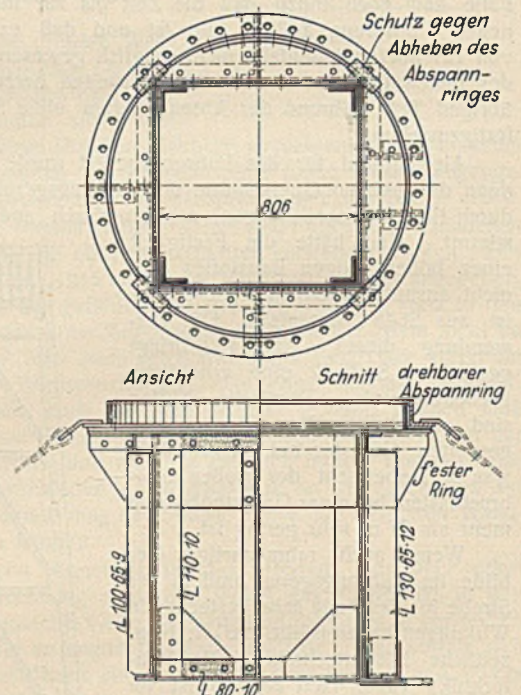 Schutz gegen
Abheben des
Abspann-
ringes
806
Ansicht
Schnitt
drehbarer
Abspannring
fester
Ring
L 100·65·9
L 110·10
L 130·65·12
L 80·10